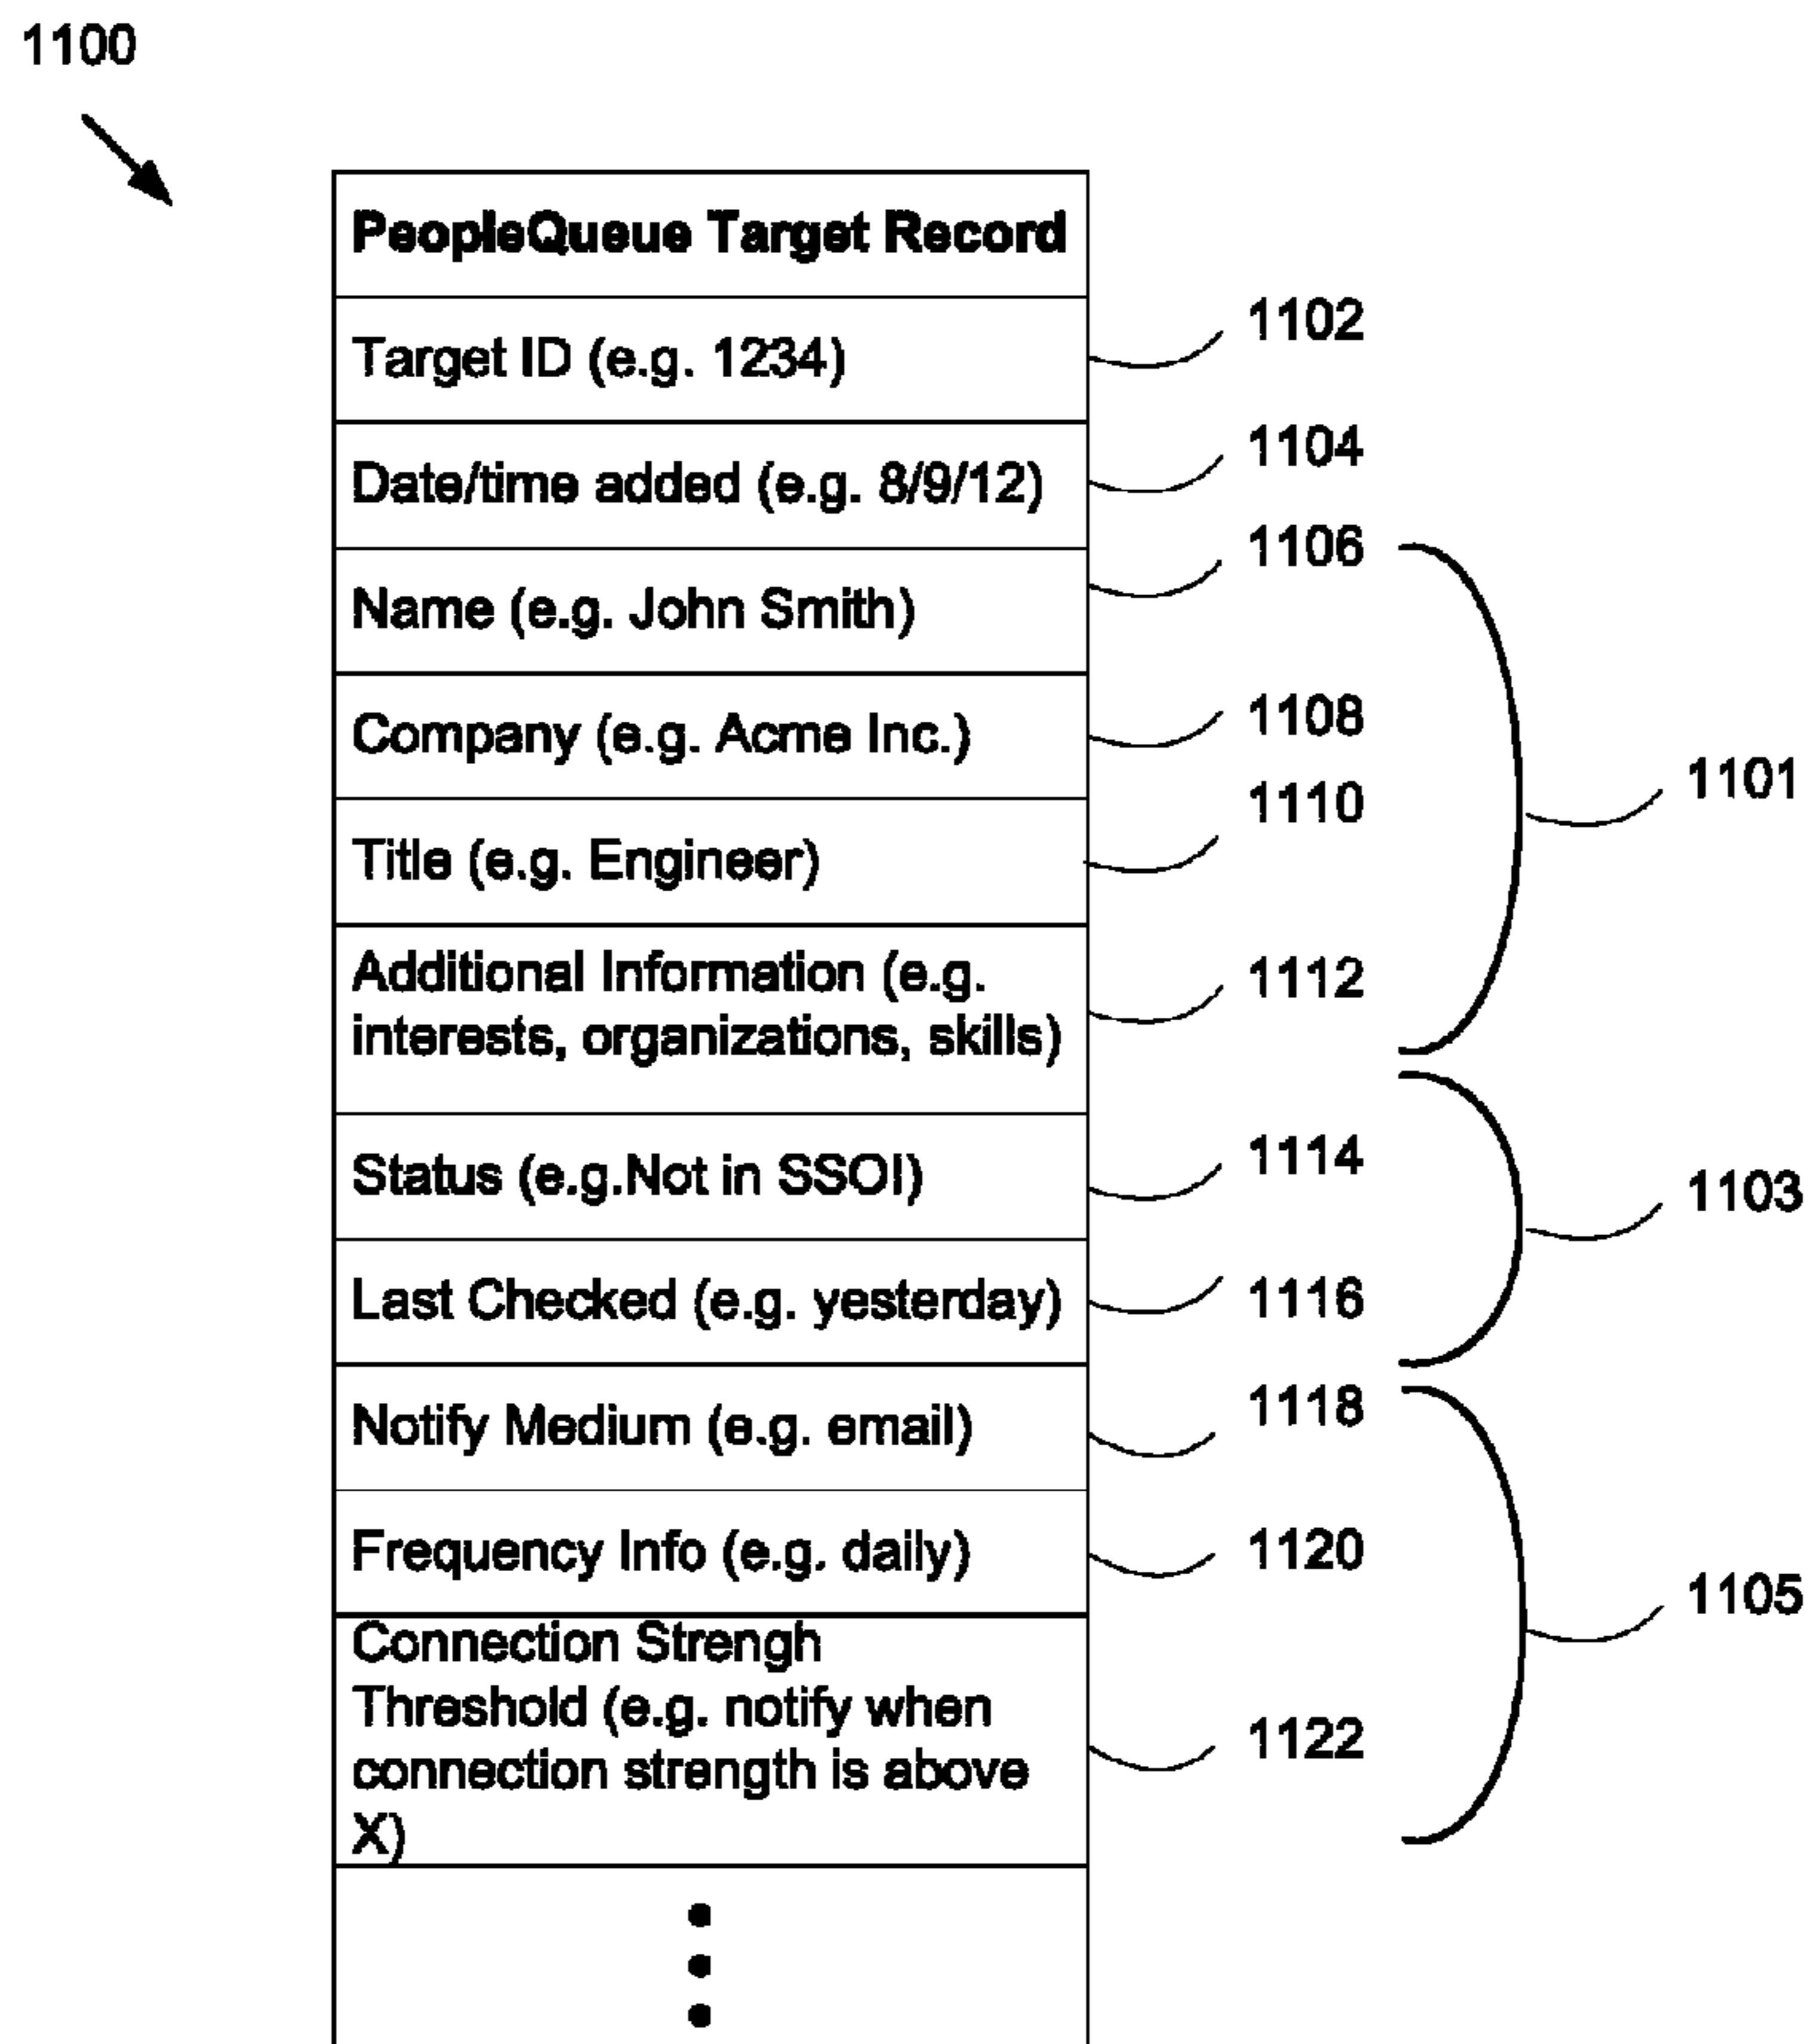 1100
PeopleQueue Target Record
Target ID (e.g. 1234)
1102
Date/time added (e.g. 8/9/12)
1104
Name (e.g. John Smith)
1106
Company (e.g. Acme Inc.)
1108
1101
Title (e.g. Engineer)
1110
Additional Information (e.g.
interests, organizations, skills)
1112
Status (e.g.Not in SSOI)
1114
1103
Last Checked (e.g. yesterday)
1116
Notify Medium (e.g. email)
1118
Frequency Info (e.g. daily)
1120
1105
Connection Strengh
Threshold (e.g. notify when
connection strength is above
X)
1122